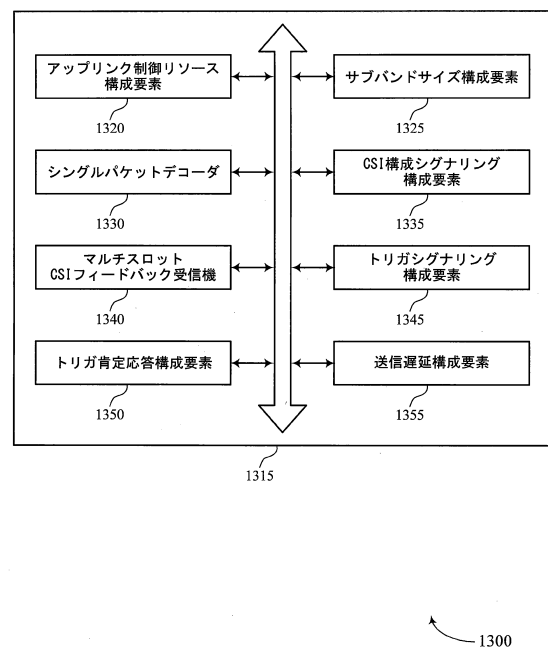 アップリンク制御リソース
構成要素
1320
サブバンドサイズ構成要素
1325
シングルパケットデコーダ
1330
CSI構成シグナリング
構成要素
1335
マルチスロット
CSIフィードバック受信機
1340
トリガシグナリング
構成要素
1345
トリガ肯定応答構成要素
1350
送信遅延構成要素
1355
1315
1300